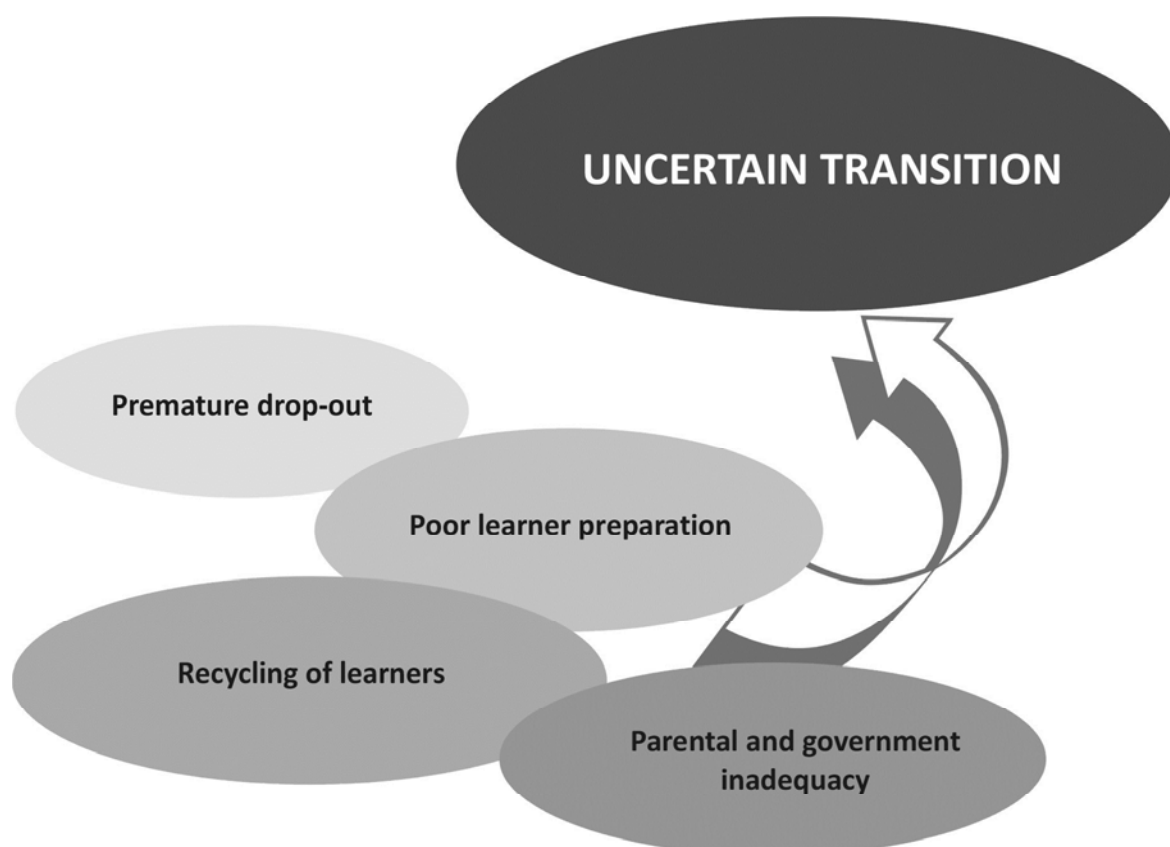 UNCERTAIN TRANSITION
Premature drop-out
Poor learner preparation
Recycling of learners
Parental and government
inadequacy